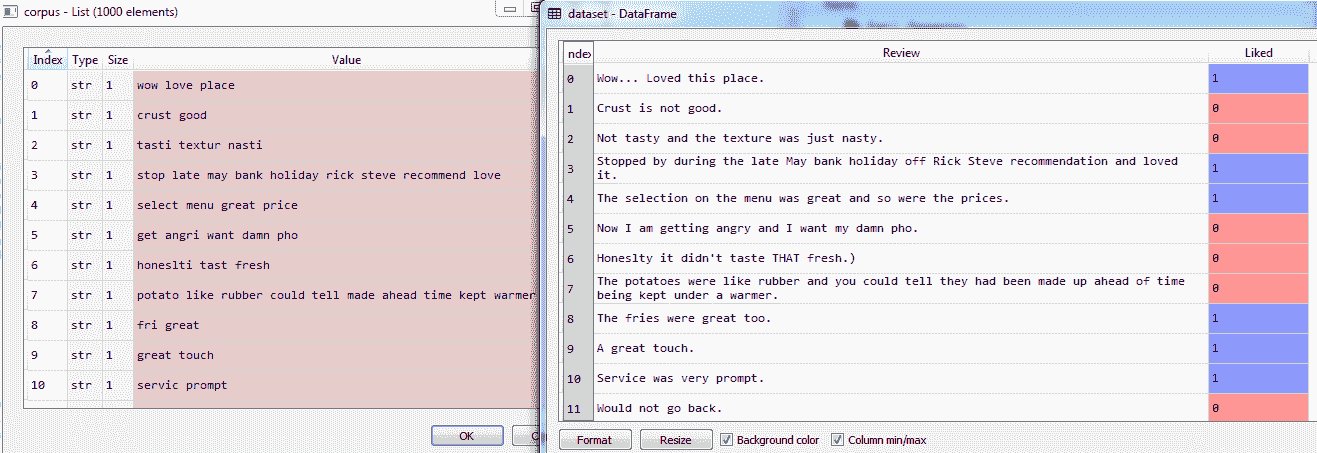 corpus - List (1000 elements)
Index Type Size Value
0 str 1 wow love place
1 str 1 crust good
2 str 1 tasti textur nasti
3 str 1 stop late may bank holiday rick steve recommend love
4 str 1 select menu great price
5 str 1 get angri want damn pho
6 str 1 honeslti tast fresh
7 str 1 potato like rubber could tell made ahead time kept warmer
8 str 1 fri great
9 str 1 great touch
10 str 1 servic prompt
OK
dataset - DataFrame
ndex Review Liked
0 Wow... Loved this place. 1
1 Crust is not good. 0
2 Not tasty and the texture was just nasty. 0
3 Stopped by during the late May bank holiday off Rick Steve recommendation and loved
it. 1
4 The selection on the menu was great and so were the prices. 1
5 Now I am getting angry and I want my damn pho. 0
6 Honeslty it didn't taste THAT fresh.) 0
7 The potatoes were like rubber and you could tell they had been made up ahead of time
being kept under a warmer. 0
8 The fries were great too. 1
9 A great touch. 1
10 Service was very prompt. 1
11 Would not go back. 0
Format Resize Background color Column min/max